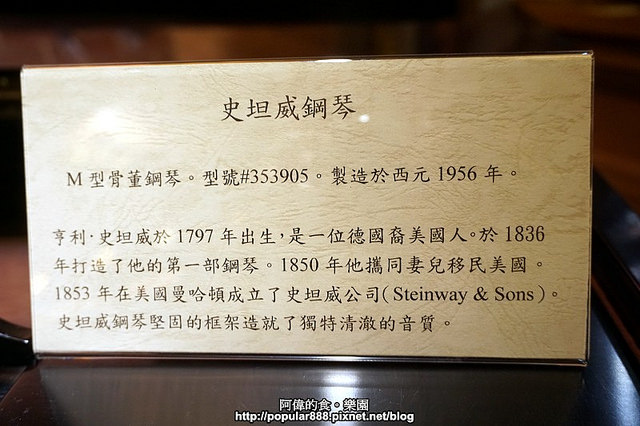 史坦威鋼琴
M 型骨董鋼琴。型號#353905。製造於西元 1956 年。
亨利·史坦威於 1797 年出生,是一位德國裔美國人。於 1836
年打造了他的第一部鋼琴。1850 年他攜同妻兒移民美國。
1853 年在美國曼哈頓成立了史坦威公司(Steinway & Sons)。
史坦威鋼琴堅固的框架造就了獨特清澈的音質。
阿偉的食。樂園
http://popular888.pixnet.net/blog